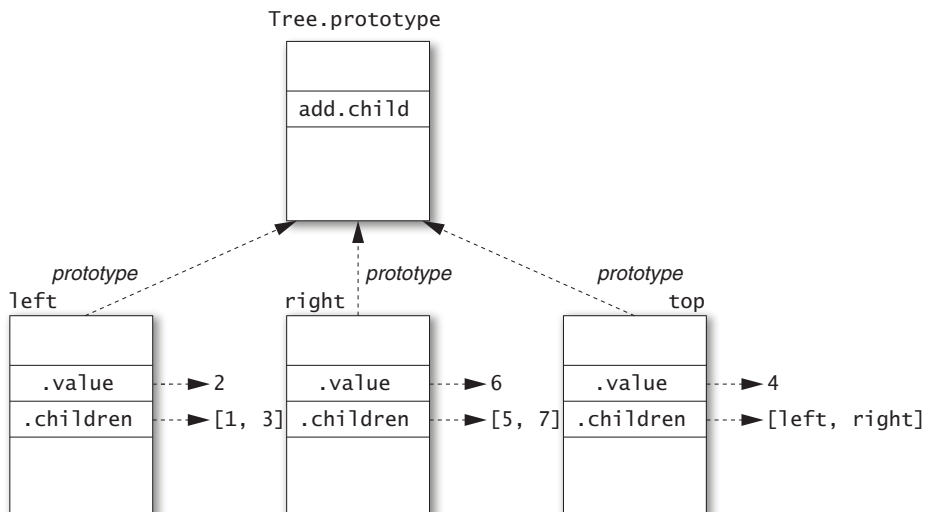 Tree.prototype
add.child
prototype
prototype
prototype
left
right
top
.value
2
.value
6
.value
4
.children
[1, 3]
.children
[5, 7]
.children
[left, right]